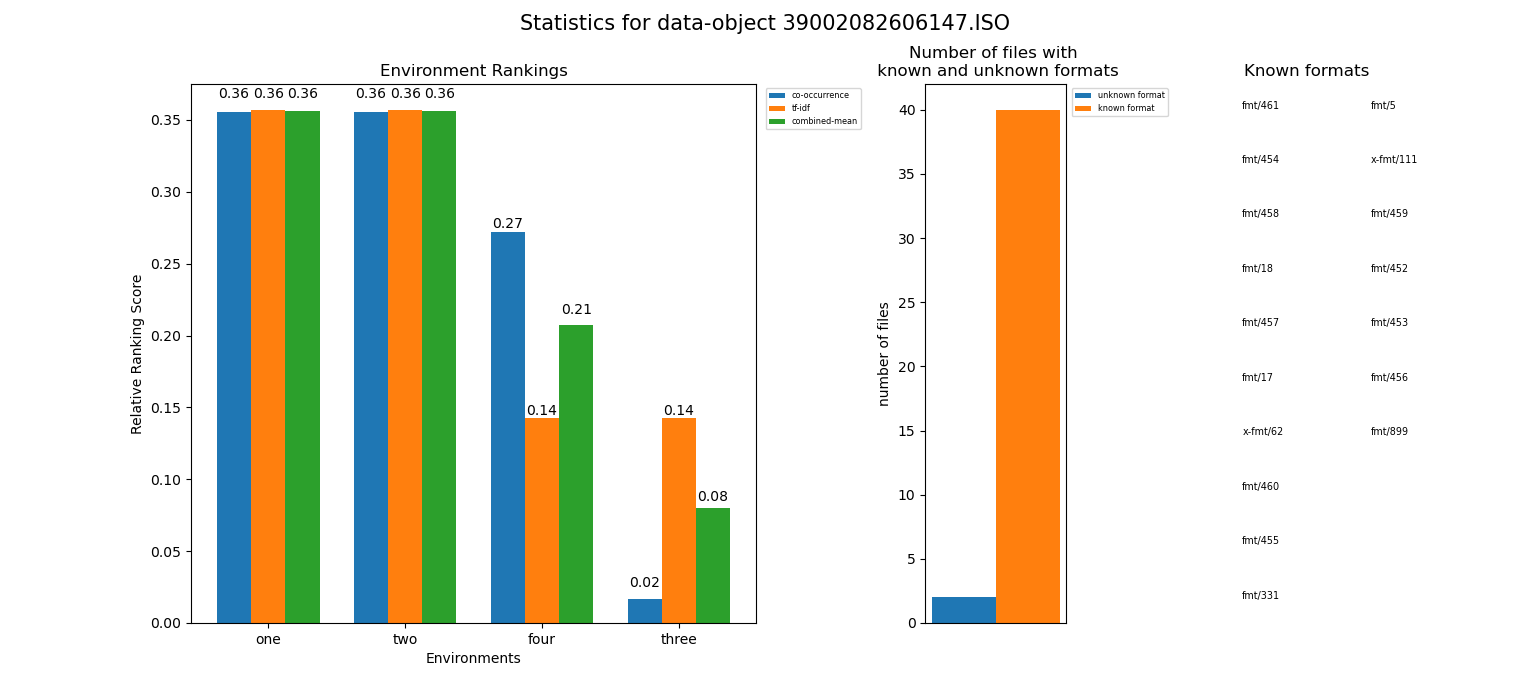 Statistics for data-object 39002082606147.ISO
Environment Rankings
0.36 0.36 0.36 0.36 0.36 0.36
0.27
0.14
0.21
0.02
0.14
0.08
0.35
0.30
0.25
0.20
0.15
0.10
0.05
0.00
Relative Ranking Score
one two four three
Environments
co-occurrence
tf-idf
combined-mean
Number of files with
known and unknown formats
40
35
30
25
20
15
10
5
0
number of files
unknown format
known format
Known formats
fmt/461 fmt/5
fmt/454 x-fmt/111
fmt/458 fmt/459
fmt/18 fmt/452
fmt/457 fmt/453
fmt/17 fmt/456
x-fmt/62 fmt/899
fmt/460
fmt/455
fmt/331